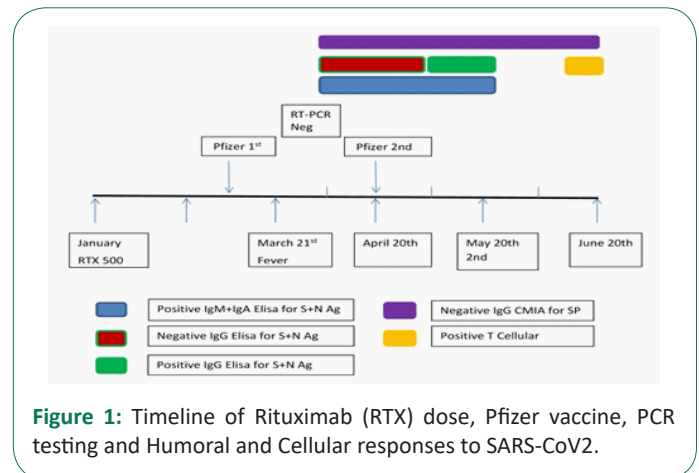 RT-PCR
Neg
Pfizer 1st
Pfizer 2nd
January
RTX 500
March 21st
Fever
April 20th
May 20th
2nd
June 20th
Positive IgM+IgA Elisa for S+N Ag
Negative IgG CMIA for SP
Negative IgG Elisa for S+N Ag
Positive T Cellular
Positive IgG Elisa for S+N Ag
Figure 1: Timeline of Rituximab (RTX) dose, Pfizer vaccine, PCR
testing and Humoral and Cellular responses to SARS-CoV2.